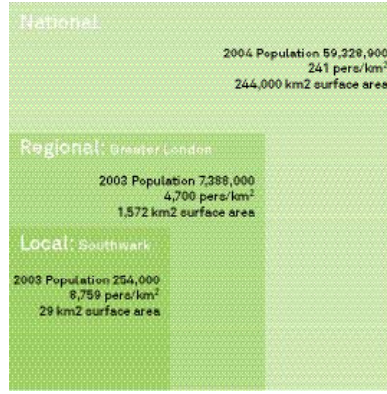 National
2004 Population 59,328,900
241 pers/km²
244,000 km2 surface area
Regional: Greater London
2003 Population 7,388,000
4,700 pers/km²
1,572 km2 surface area
Local: Southwark
2003 Population 254,000
8,759 pers/km²
29 km2 surface area